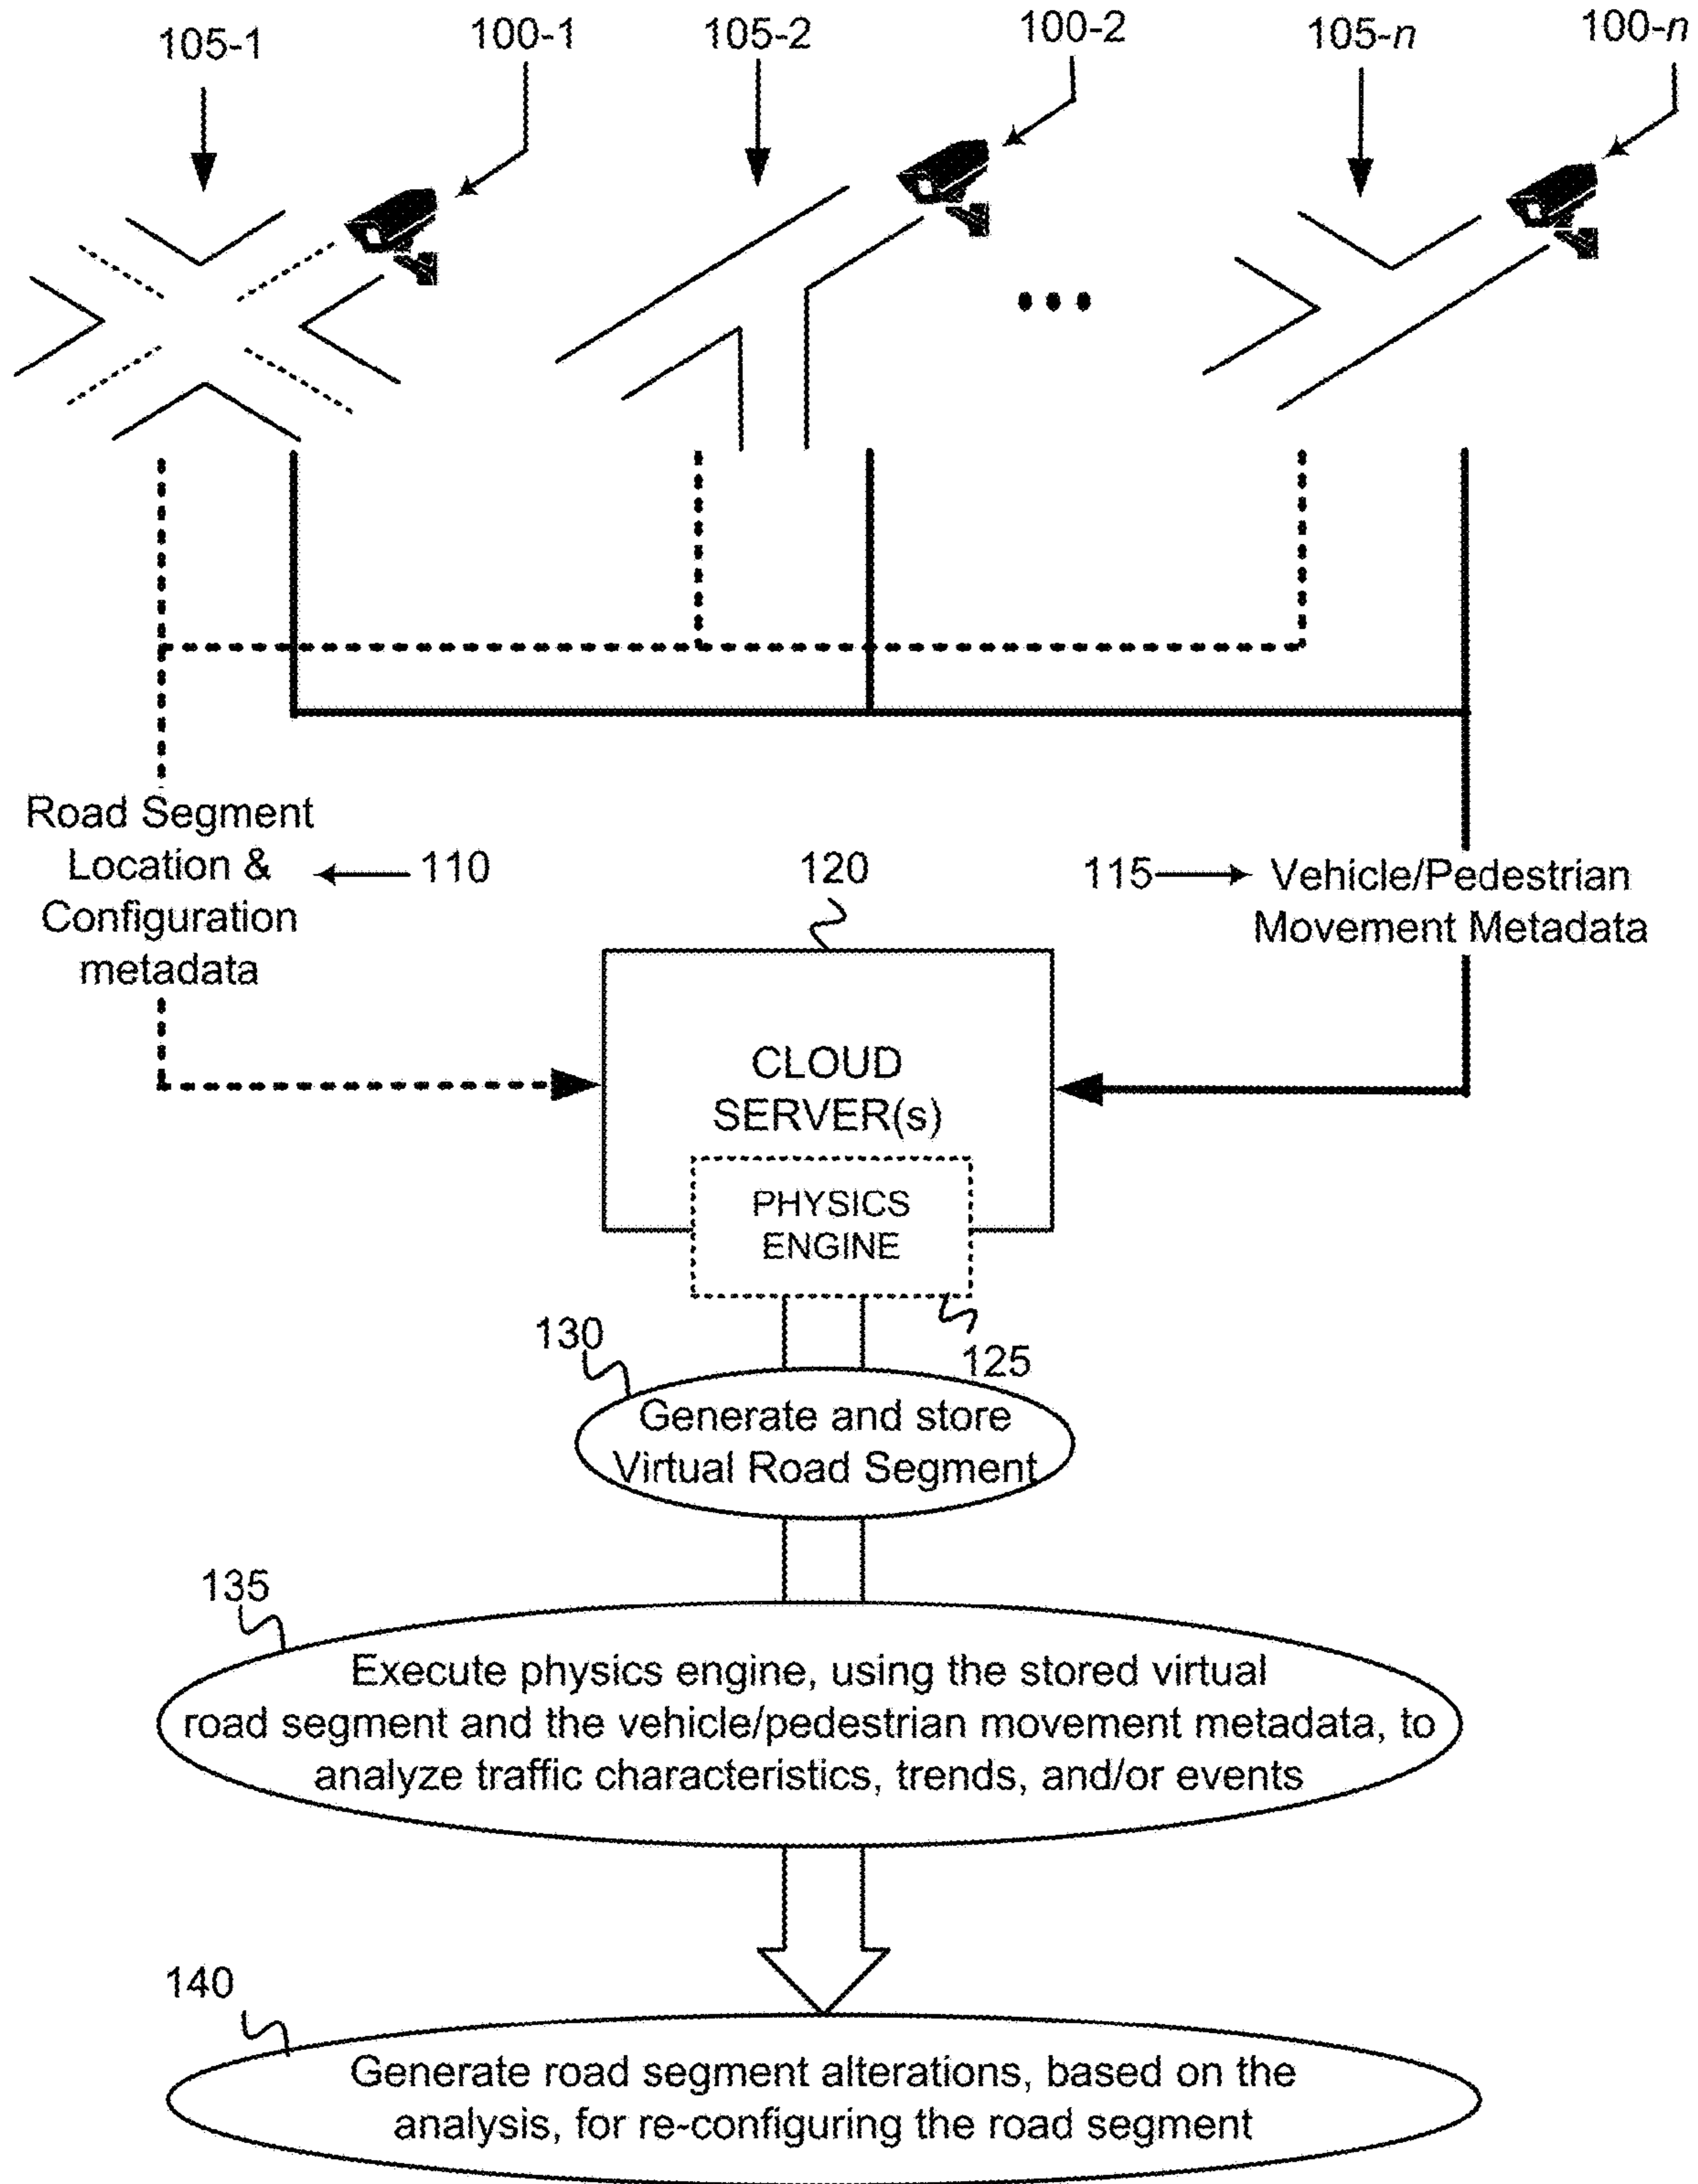 105-1
100-1
105-2
100-2
105-n
100-n
Road Segment
Location &
Configuration
metadata
110
120
115
Vehicle/Pedestrian
Movement Metadata
CLOUD
SERVER(s)
PHYSICS
ENGINE
125
130
Generate and store
Virtual Road Segment
135
Execute physics engine, using the stored virtual
road segment and the vehicle/pedestrian movement metadata, to
analyze traffic characteristics, trends, and/or events
140
Generate road segment alterations, based on the
analysis, for re-configuring the road segment